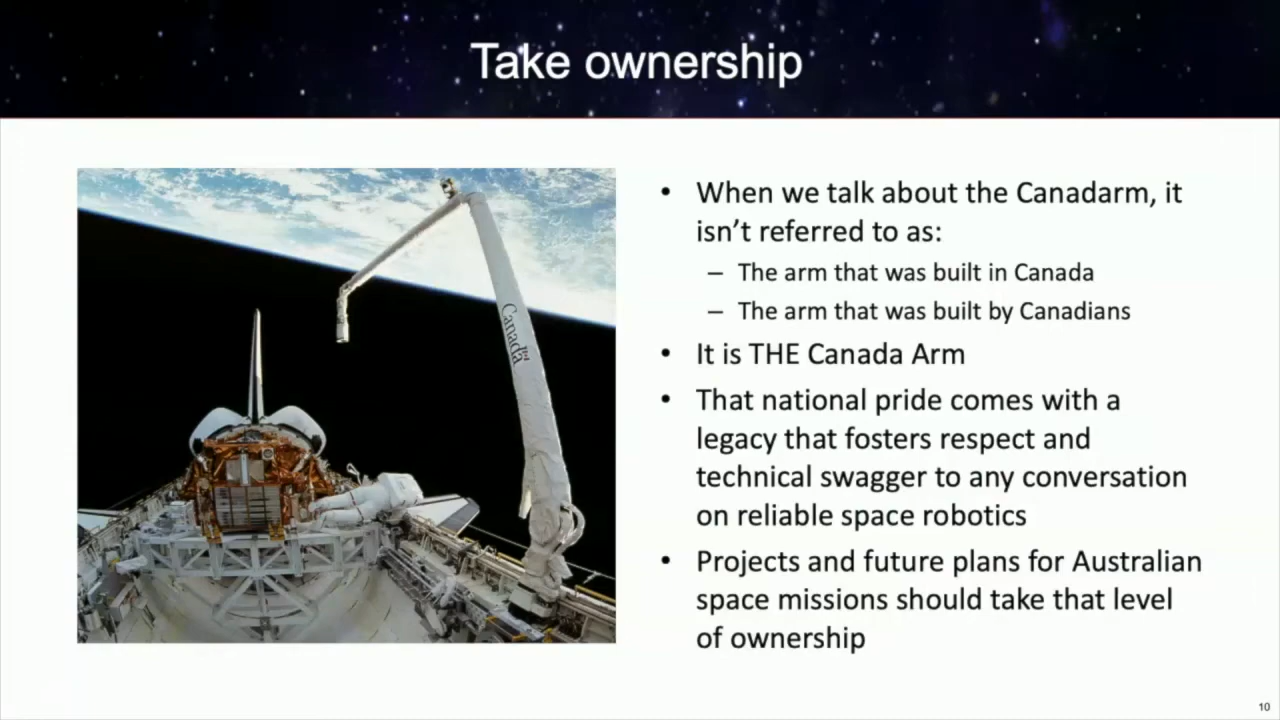 Take ownership
Canada
• When we talk about the Canadarm, it
isn’t referred to as:
– The arm that was built in Canada
– The arm that was built by Canadians
• It is THE Canada Arm
• That national pride comes with a
legacy that fosters respect and
technical swagger to any conversation
on reliable space robotics
• Projects and future plans for Australian
space missions should take that level
of ownership
10